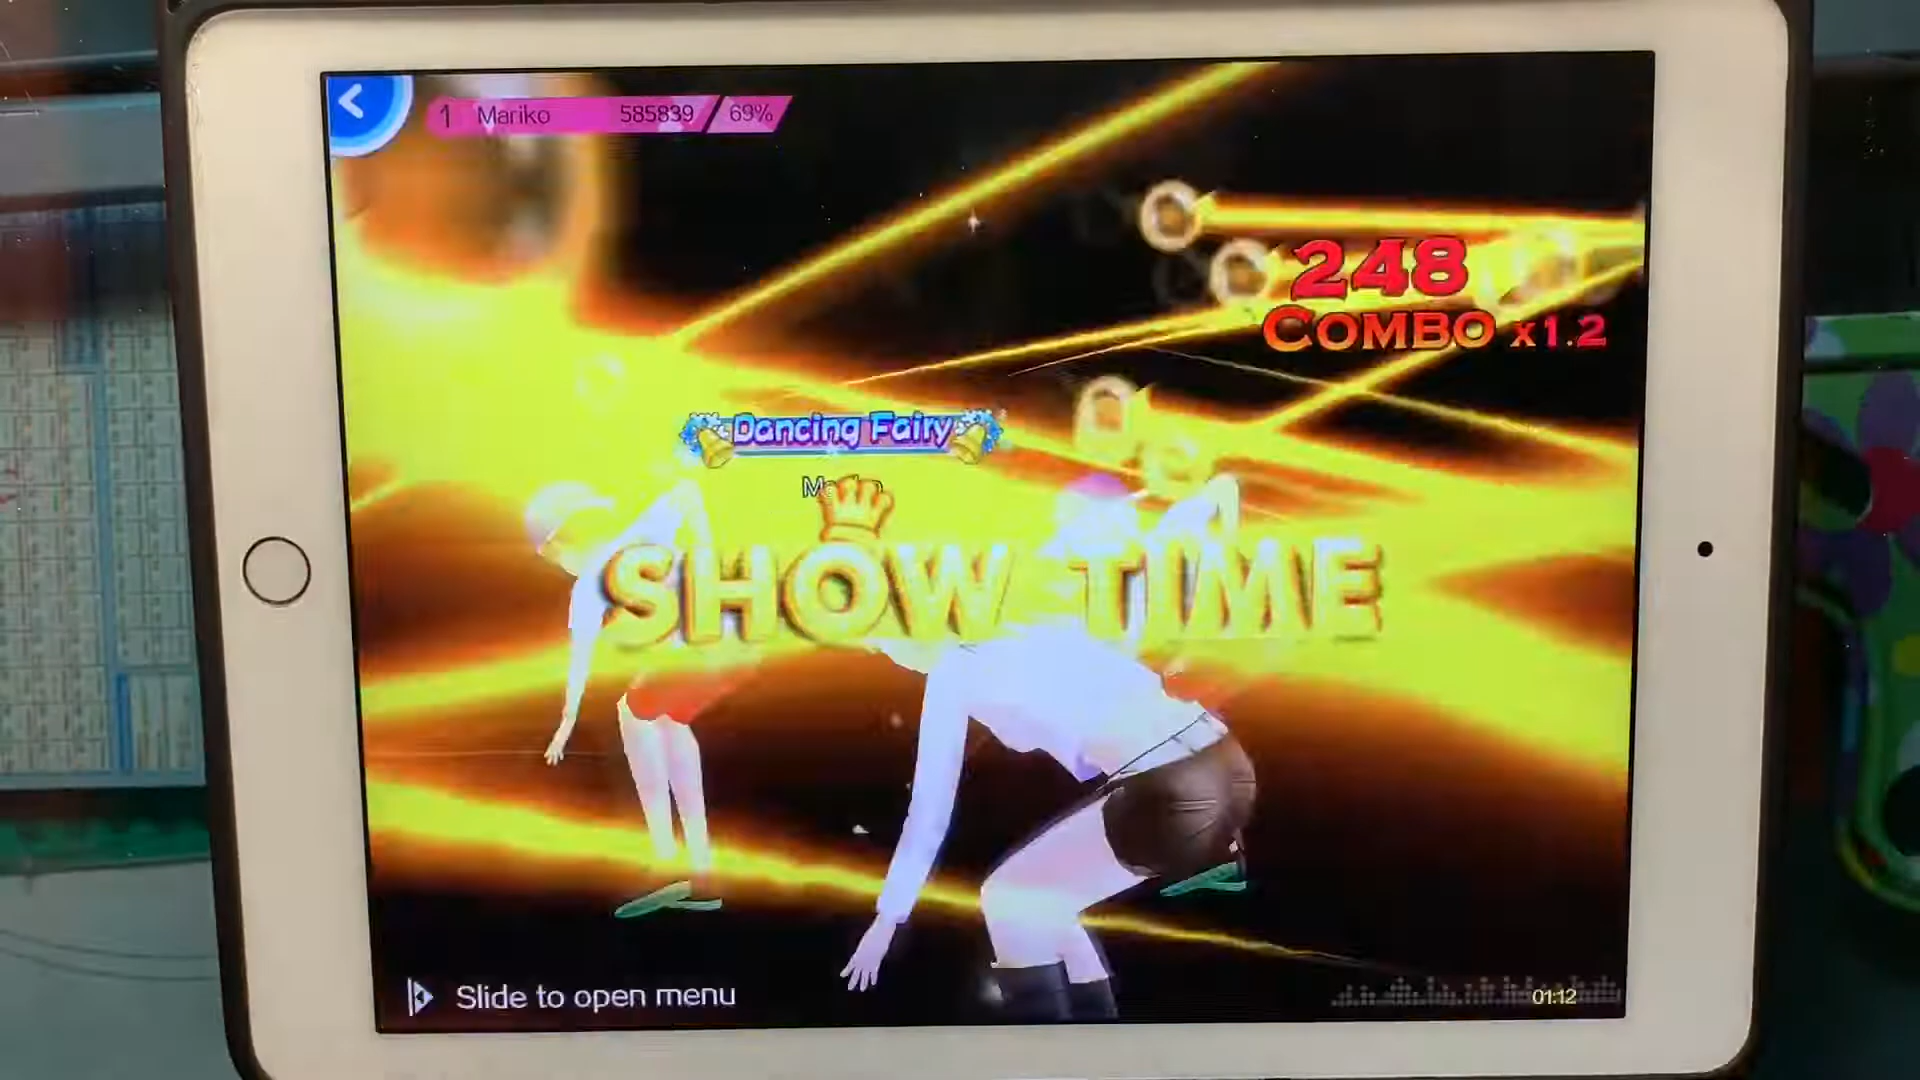 1 Mariko 585839 69%
248
COMBO x1.2
Dancing Fairy
SHOW TIME
Slide to open menu
01:12